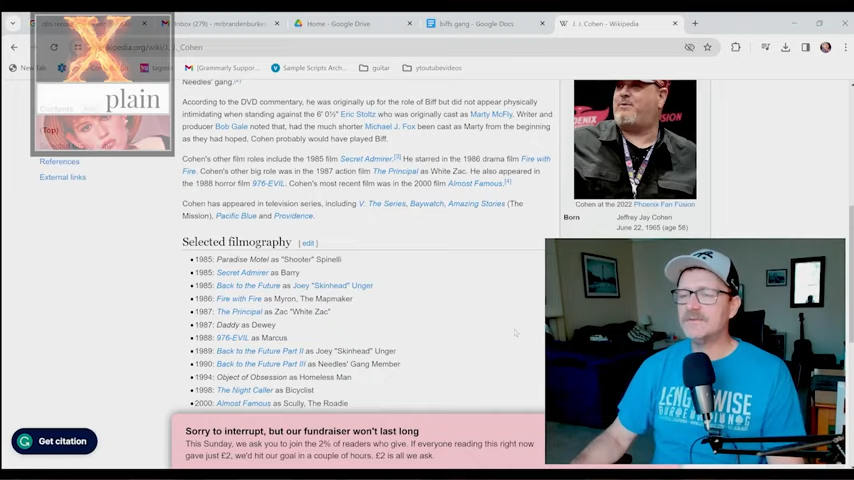 Inbox (279) - mrbrandenburke
Home - Google Drive
biffs gang - Google Docs
J. J. Cohen - Wikipedia
wikipedia.org/wiki/J._J._Cohen
New Tab
[Grammarly Suppor...
Sample Scripts Arch...
guitar
ytoutubevideos
X
plain
(Top)
References
External links
Needles' gang.[2]
According to the DVD commentary, he was originally up for the role of Biff but did not appear physically
intimidating when standing against the 6' 0½" Eric Stoltz who was originally cast as Marty McFly. Writer and
producer Bob Gale noted that, had the much shorter Michael J. Fox been cast as Marty from the beginning
as they had hoped, Cohen probably would have played Biff.
Cohen's other film roles include the 1985 film Secret Admirer.[3] He starred in the 1986 drama film Fire with
Fire. Cohen's other big role was in the 1987 action film The Principal as White Zac. He also appeared in
the 1988 horror film 976-EVIL. Cohen's most recent film was in the 2000 film Almost Famous.[4]
Cohen has appeared in television series, including V: The Series, Baywatch, Amazing Stories (The
Mission), Pacific Blue and Providence.
Selected filmography [ edit ]
1985: Paradise Motel as "Shooter" Spinelli
1985: Secret Admirer as Barry
1985: Back to the Future as Joey "Skinhead" Unger
1986: Fire with Fire as Myron, The Mapmaker
1987: The Principal as Zac "White Zac"
1987: Daddy as Dewey
1988: 976-EVIL as Marcus
1989: Back to the Future Part II as Joey "Skinhead" Unger
1990: Back to the Future Part III as Needles' Gang Member
1994: Object of Obsession as Homeless Man
1998: The Night Caller as Bicyclist
2000: Almost Famous as Scully, The Roadie
Cohen at the 2022 Phoenix Fan Fusion
Born Jeffrey Jay Cohen
June 22, 1965 (age 58)
Get citation
Sorry to interrupt, but our fundraiser won't last long
This Sunday, we ask you to join the 2% of readers who give. If everyone reading this right now
gave just £2, we'd hit our goal in a couple of hours. £2 is all we ask.